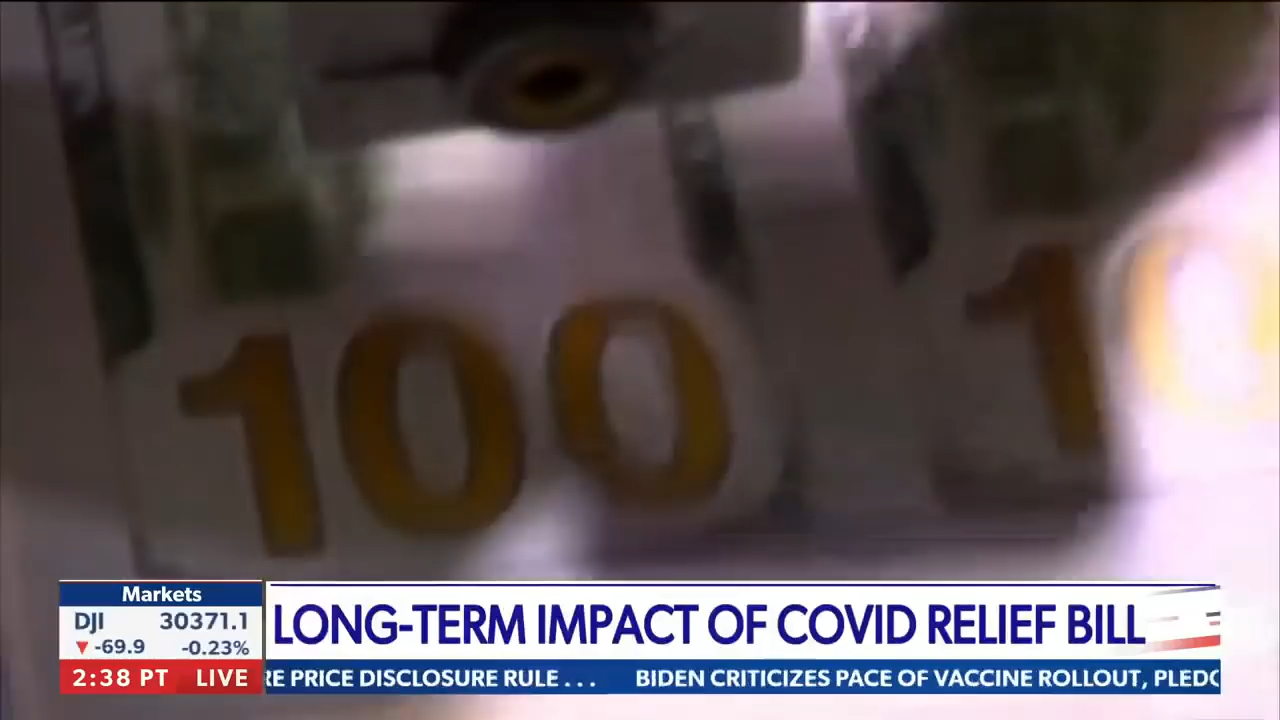 100
10
Markets
DJI 30371.1
▼ -69.9 -0.23%
2:38 PT LIVE
LONG-TERM IMPACT OF COVID RELIEF BILL
RE PRICE DISCLOSURE RULE . . . BIDEN CRITICIZES PACE OF VACCINE ROLLOUT, PLEDG